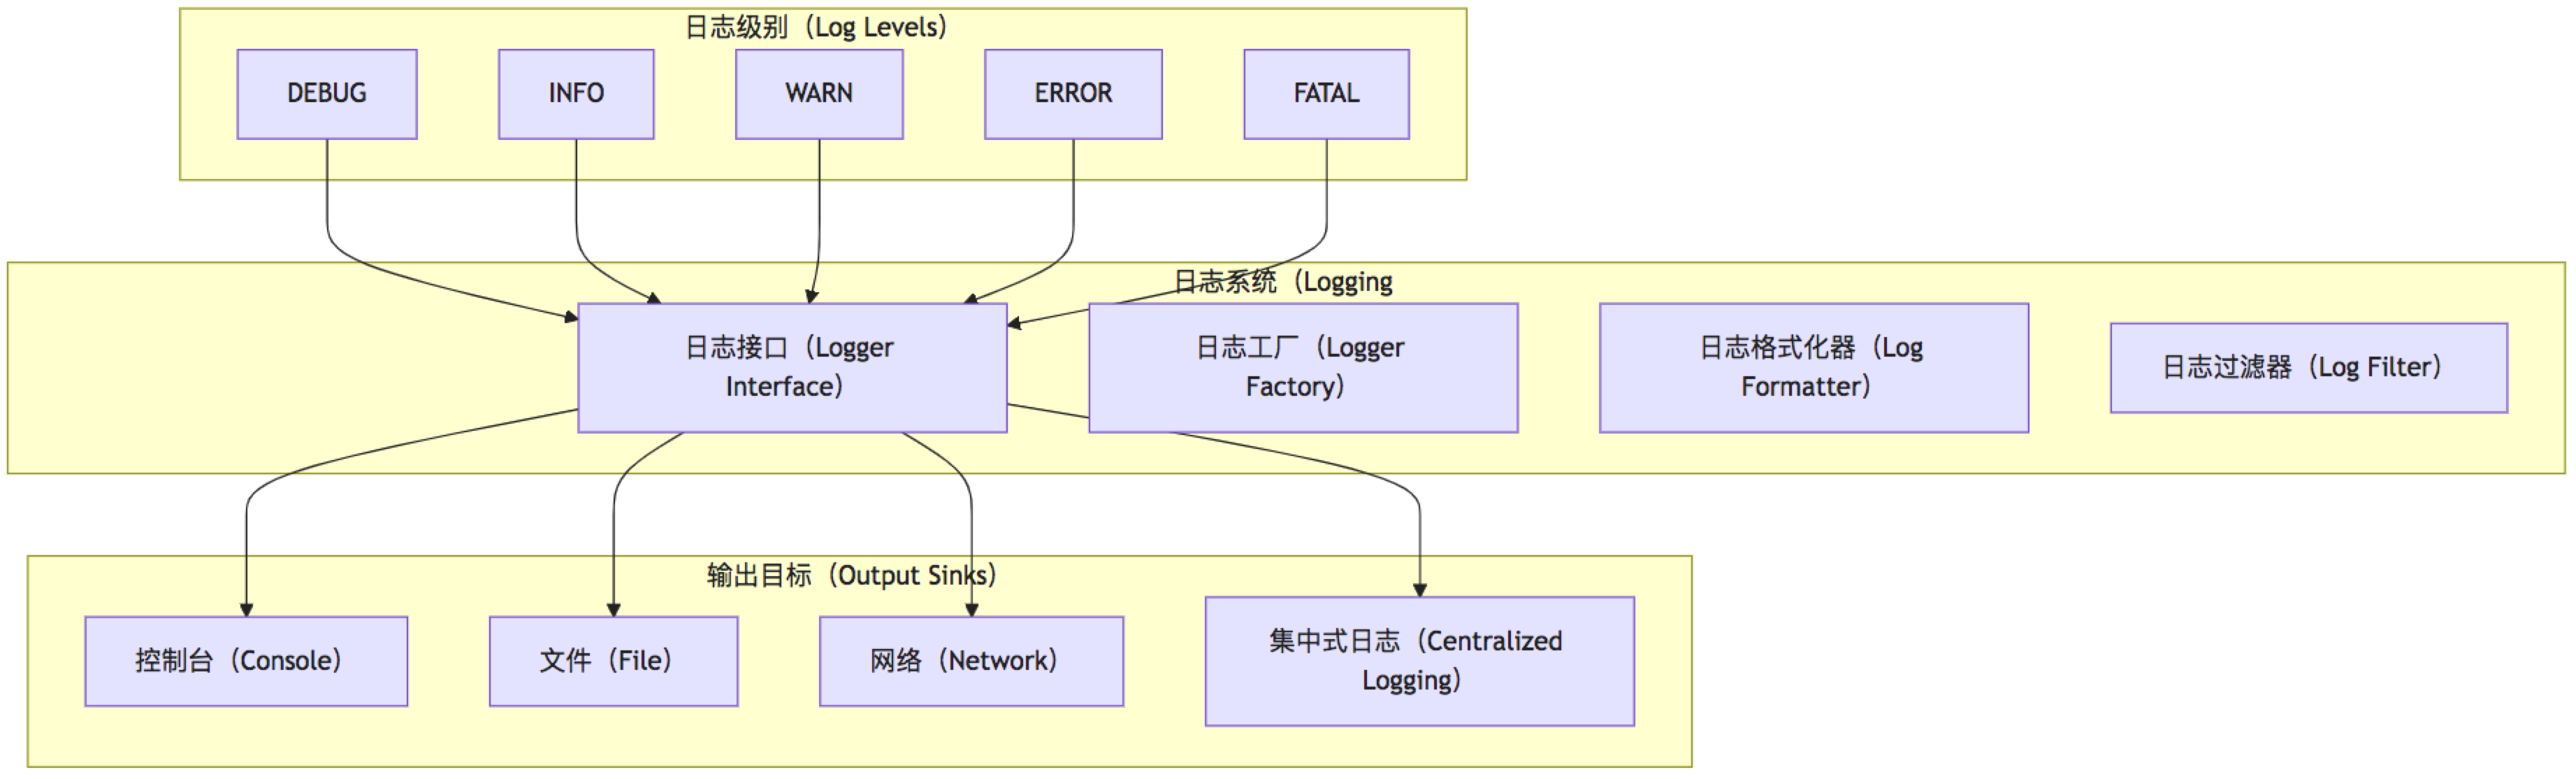 日志级别（Log Levels）
DEBUG
INFO
WARN
ERROR
FATAL
日志系统（Logging
日志接口（Logger
Interface）
日志工厂（Logger
Factory）
日志格式化器（Log
Formatter）
日志过滤器（Log Filter）
输出目标（Output Sinks）
控制台（Console）
文件（File）
网络（Network）
集中式日志（Centralized
Logging）